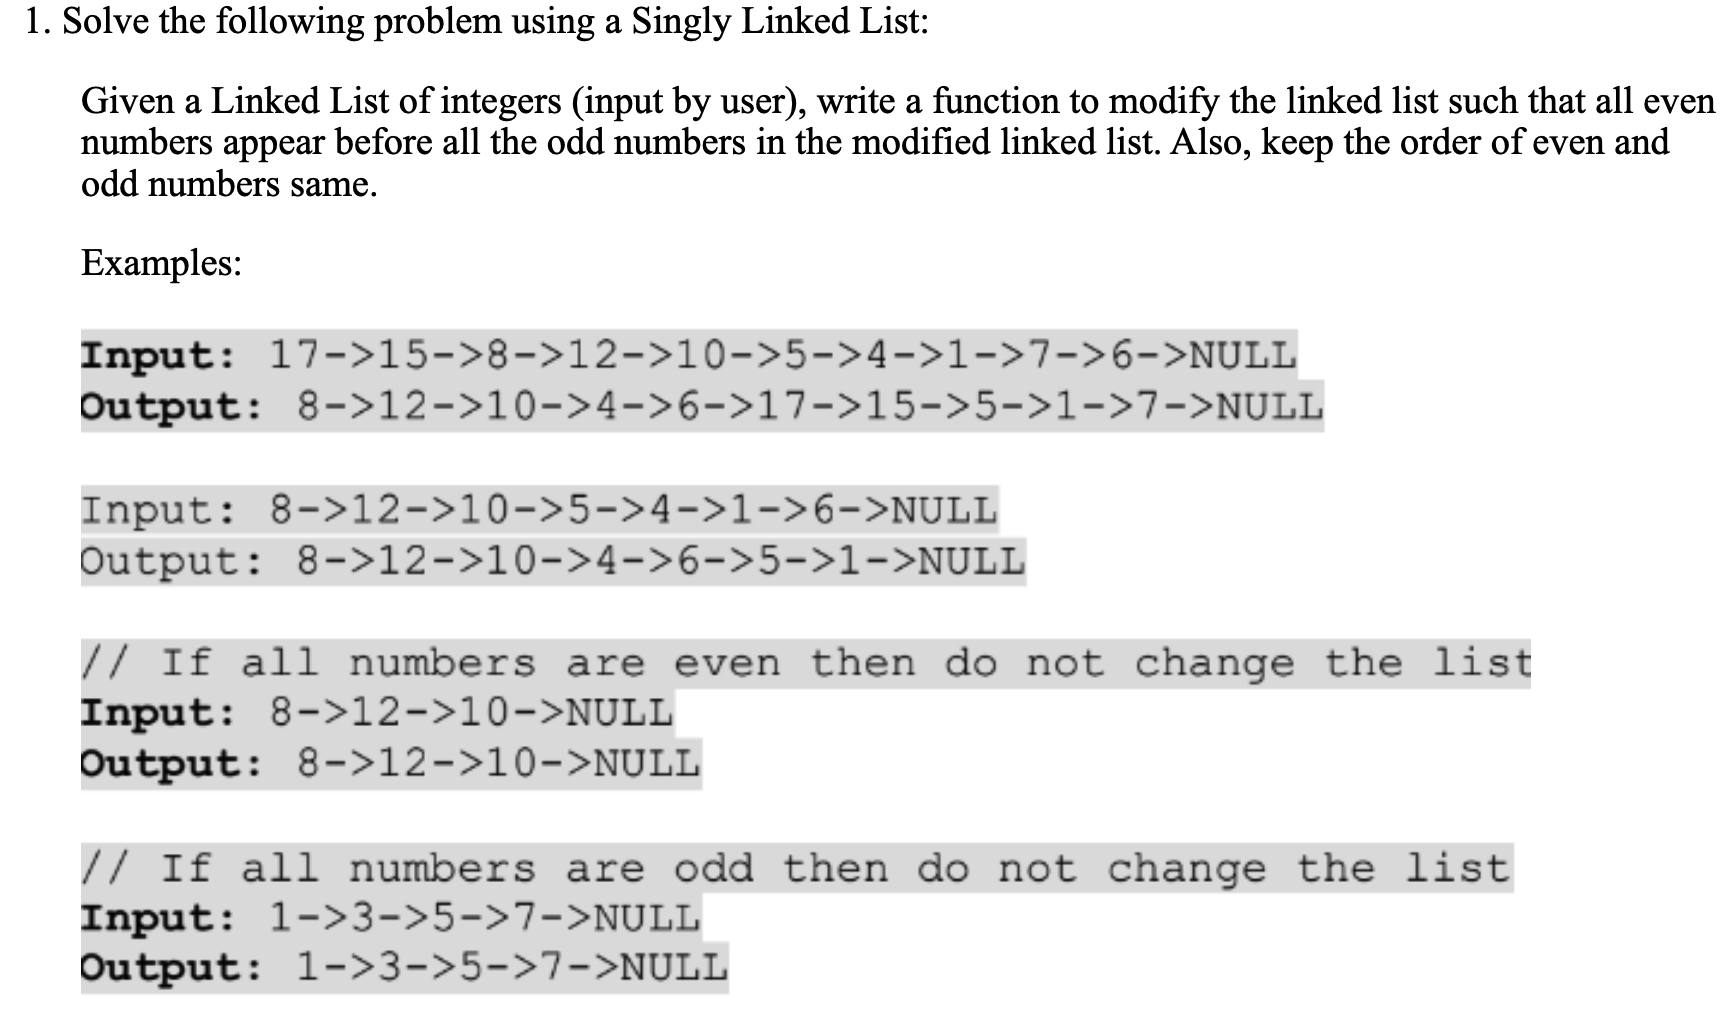 1. Solve the following problem using a Singly Linked List:
Given a Linked List of integers (input by user), write a function to modify the linked list such that all even
numbers appear before all the odd numbers in the modified linked list. Also, keep the order of even and
odd numbers same.
Examples:
Input: 17->15->8->12->10->5->4->1->7->6->NULL
Output: 8->12->10->4->6->17->15->5->1->7->NULL
Input: 8->12->10->5->4->1->6->NULL
Output: 8->12->10->4->6->5->1->NULL
// If all numbers are even then do not change the list
Input: 8->12->10->NULL
Output: 8->12->10->NULL
// If all numbers are odd then do not change the list
Input: 1->3->5->7->NULL
Output: 1->3->5->7->NULL